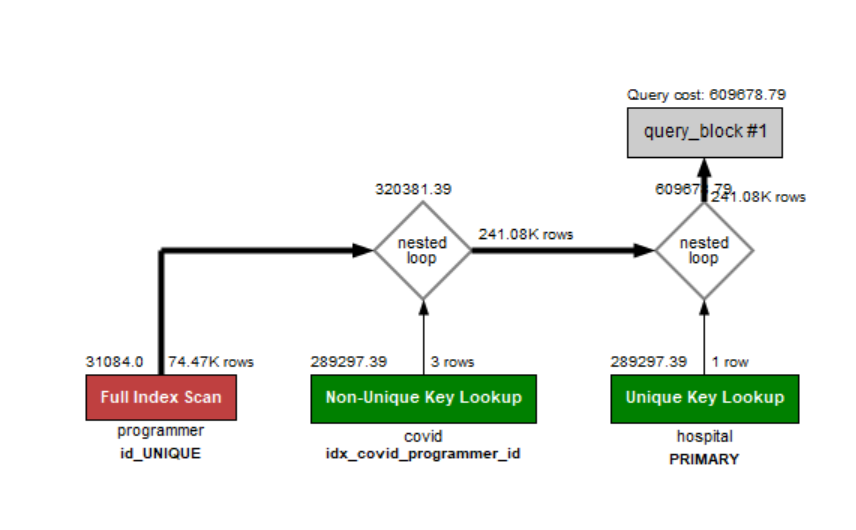 Query cost: 609678.79
query_block #1
320381.39
609678.79
241.08K rows
nested
loop
241.08K rows
nested
loop
31084.0
74.47K rows
289297.39
3 rows
289297.39
1 row
Full Index Scan
Non-Unique Key Lookup
Unique Key Lookup
programmer
id_UNIQUE
covid
idx_covid_programmer_id
hospital
PRIMARY